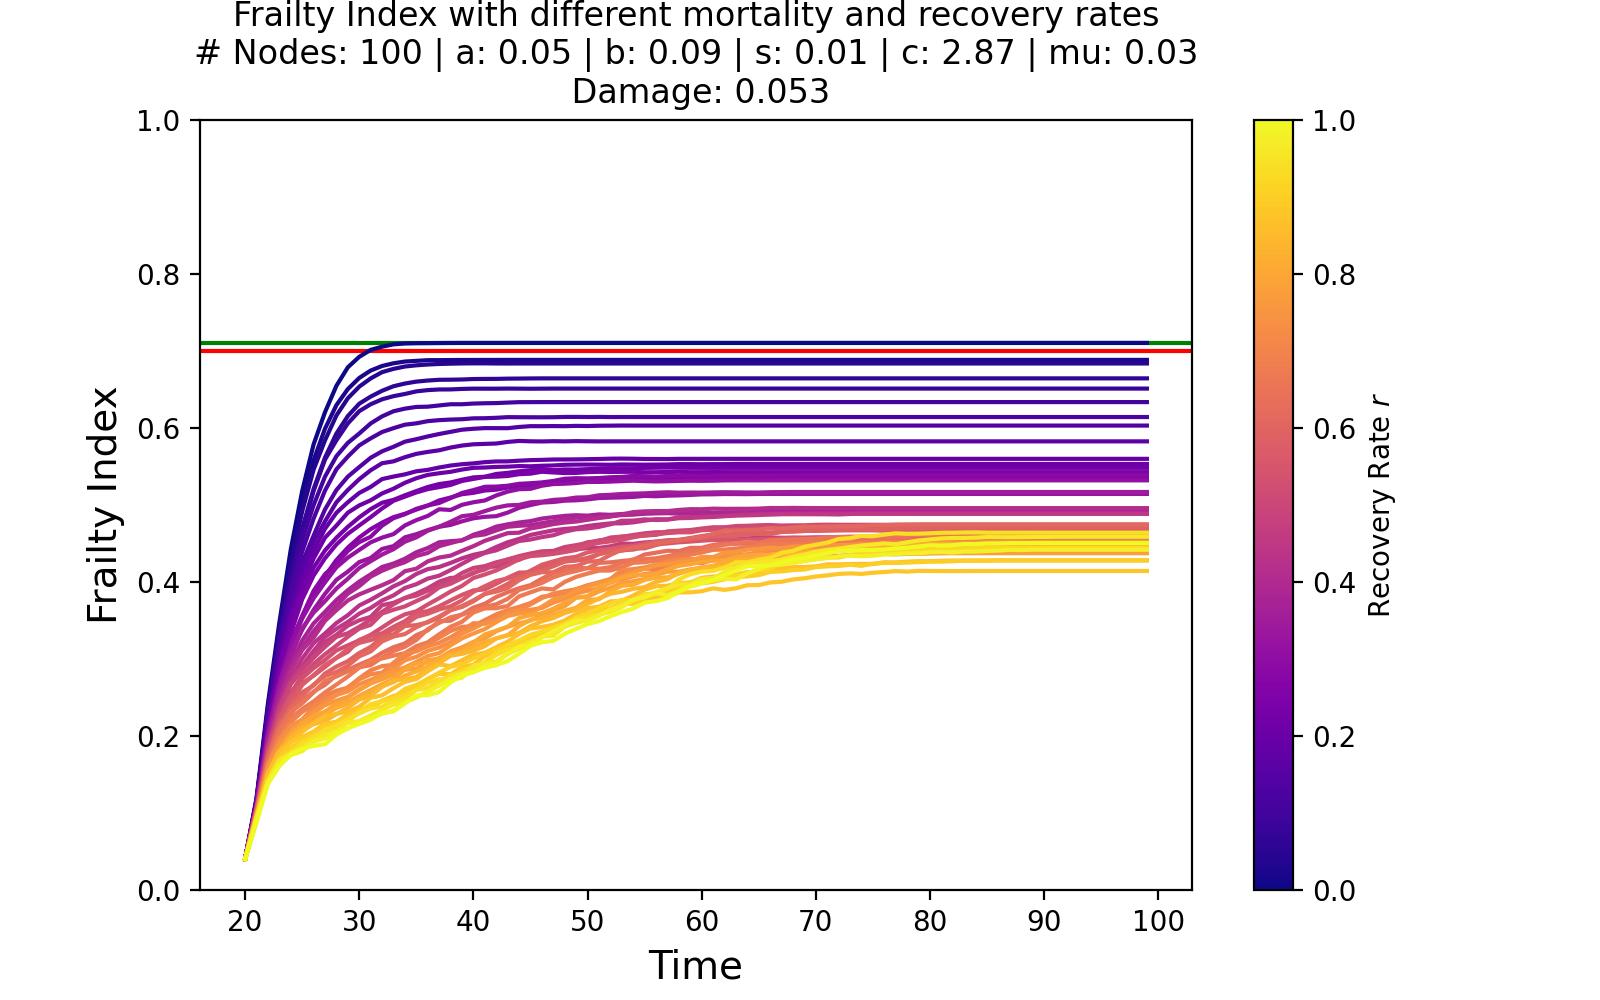 Frailty Index with different mortality and recovery rates
# Nodes: 100 | a: 0.05 | b: 0.09 | s: 0.01 | c: 2.87 | mu: 0.03
Damage: 0.053
1.0
0.8
0.6
0.4
0.2
0.0
Frailty Index
20 30 40 50 60 70 80 90 100
Time
1.0
0.8
0.6
0.4
0.2
0.0
Recovery Rate r